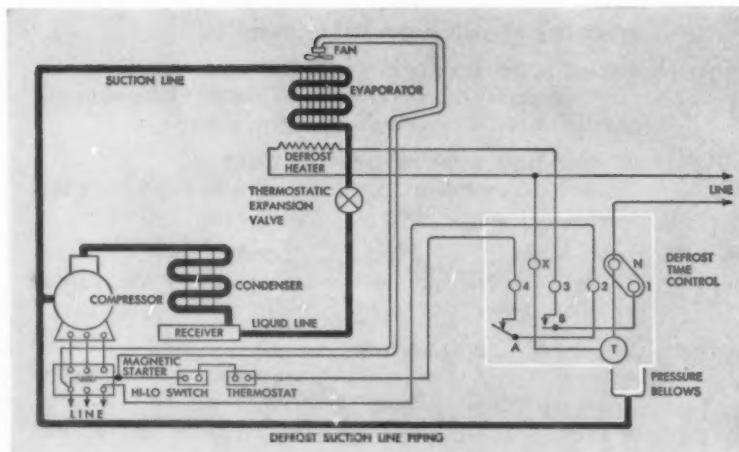 FAN
SUCTION LINE
EVAPORATOR
DEFROST
HEATER
LINE
THERMOSTATIC
EXPANSION
VALVE
X
N
4
3
2
1
DEFROST
TIME
CONTROL
CONDENSER
COMPRESSOR
B
A
T
RECEIVER
LIQUID LINE
MAGNETIC
STARTER
HI-LO SWITCH
THERMOSTAT
PRESSURE
BELLOWS
LINE
DEFROST SUCTION LINE PIPING